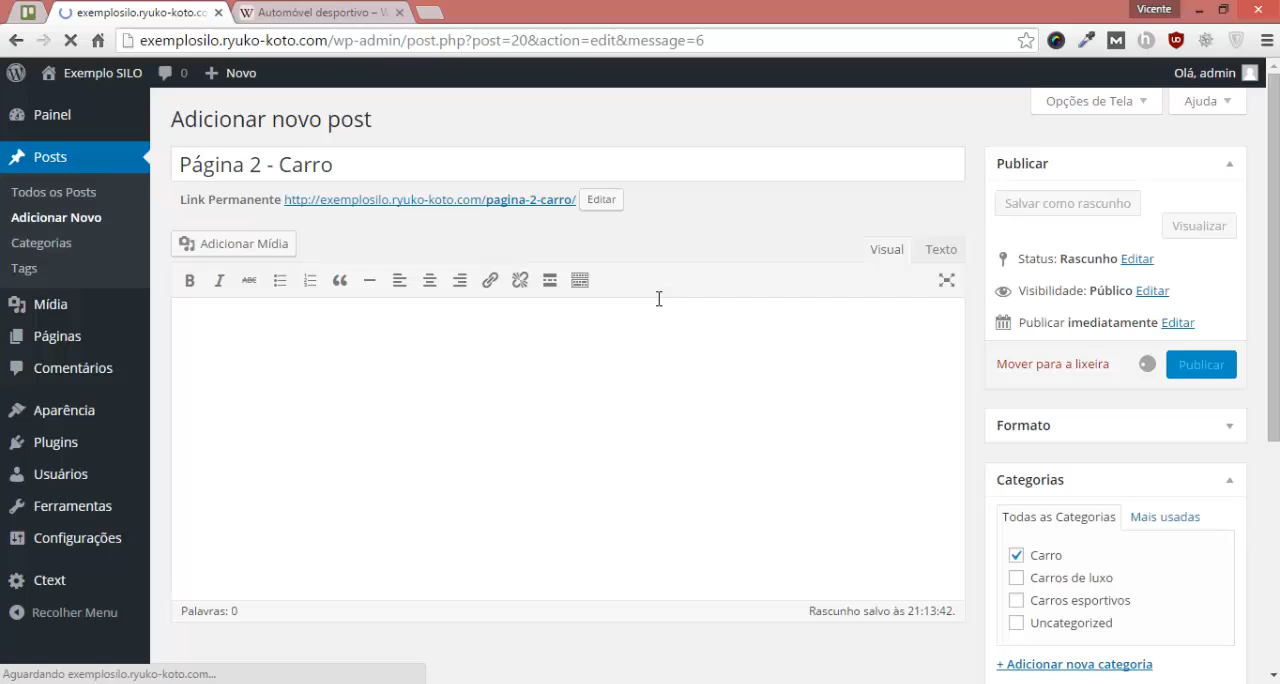 Vicente
exemplosilo.ryuko-koto.co
Automóvel desportivo – W
exemplosilo.ryuko-koto.com/wp-admin/post.php?post=20&action=edit&message=6
Exemplo SILO
0
Novo
Olá, admin
Opções de Tela
Ajuda
Painel
Posts
Todos os Posts
Adicionar Novo
Categorias
Tags
Mídia
Páginas
Comentários
Aparência
Plugins
Usuários
Ferramentas
Configurações
Ctext
Recolher Menu
Adicionar novo post
Página 2 - Carro
Link Permanente http://exemplosilo.ryuko-koto.com/pagina-2-carro/ Editar
Adicionar Mídia
Visual Texto
B I ABC
Palavras: 0
Rascunho salvo às 21:13:42.
Publicar
Salvar como rascunho
Visualizar
Status: Rascunho Editar
Visibilidade: Público Editar
Publicar imediatamente Editar
Mover para a lixeira
Publicar
Formato
Categorias
Todas as Categorias Mais usadas
Carro
Carros de luxo
Carros esportivos
Uncategorized
+ Adicionar nova categoria
Aguardando exemplosilo.ryuko-koto.com...